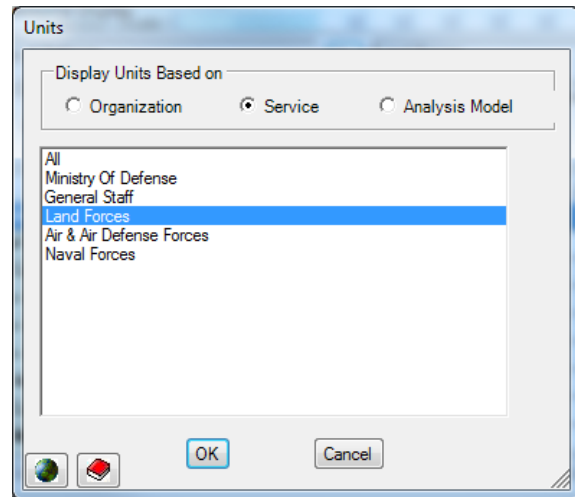 Units
Display Units Based on
Organization Service Analysis Model
All
Ministry Of Defense
General Staff
Land Forces
Air & Air Defense Forces
Naval Forces
OK Cancel